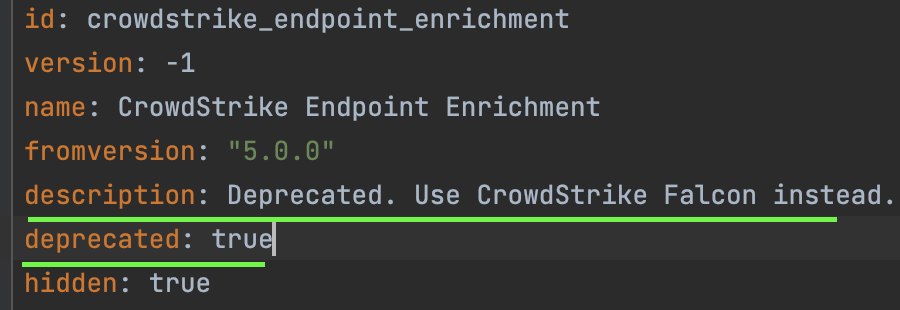 id: crowdstrike_endpoint_enrichment
version: -1
name: CrowdStrike Endpoint Enrichment
fromversion: "5.0.0"
description: Deprecated. Use CrowdStrike Falcon instead.
deprecated: true
hidden: true